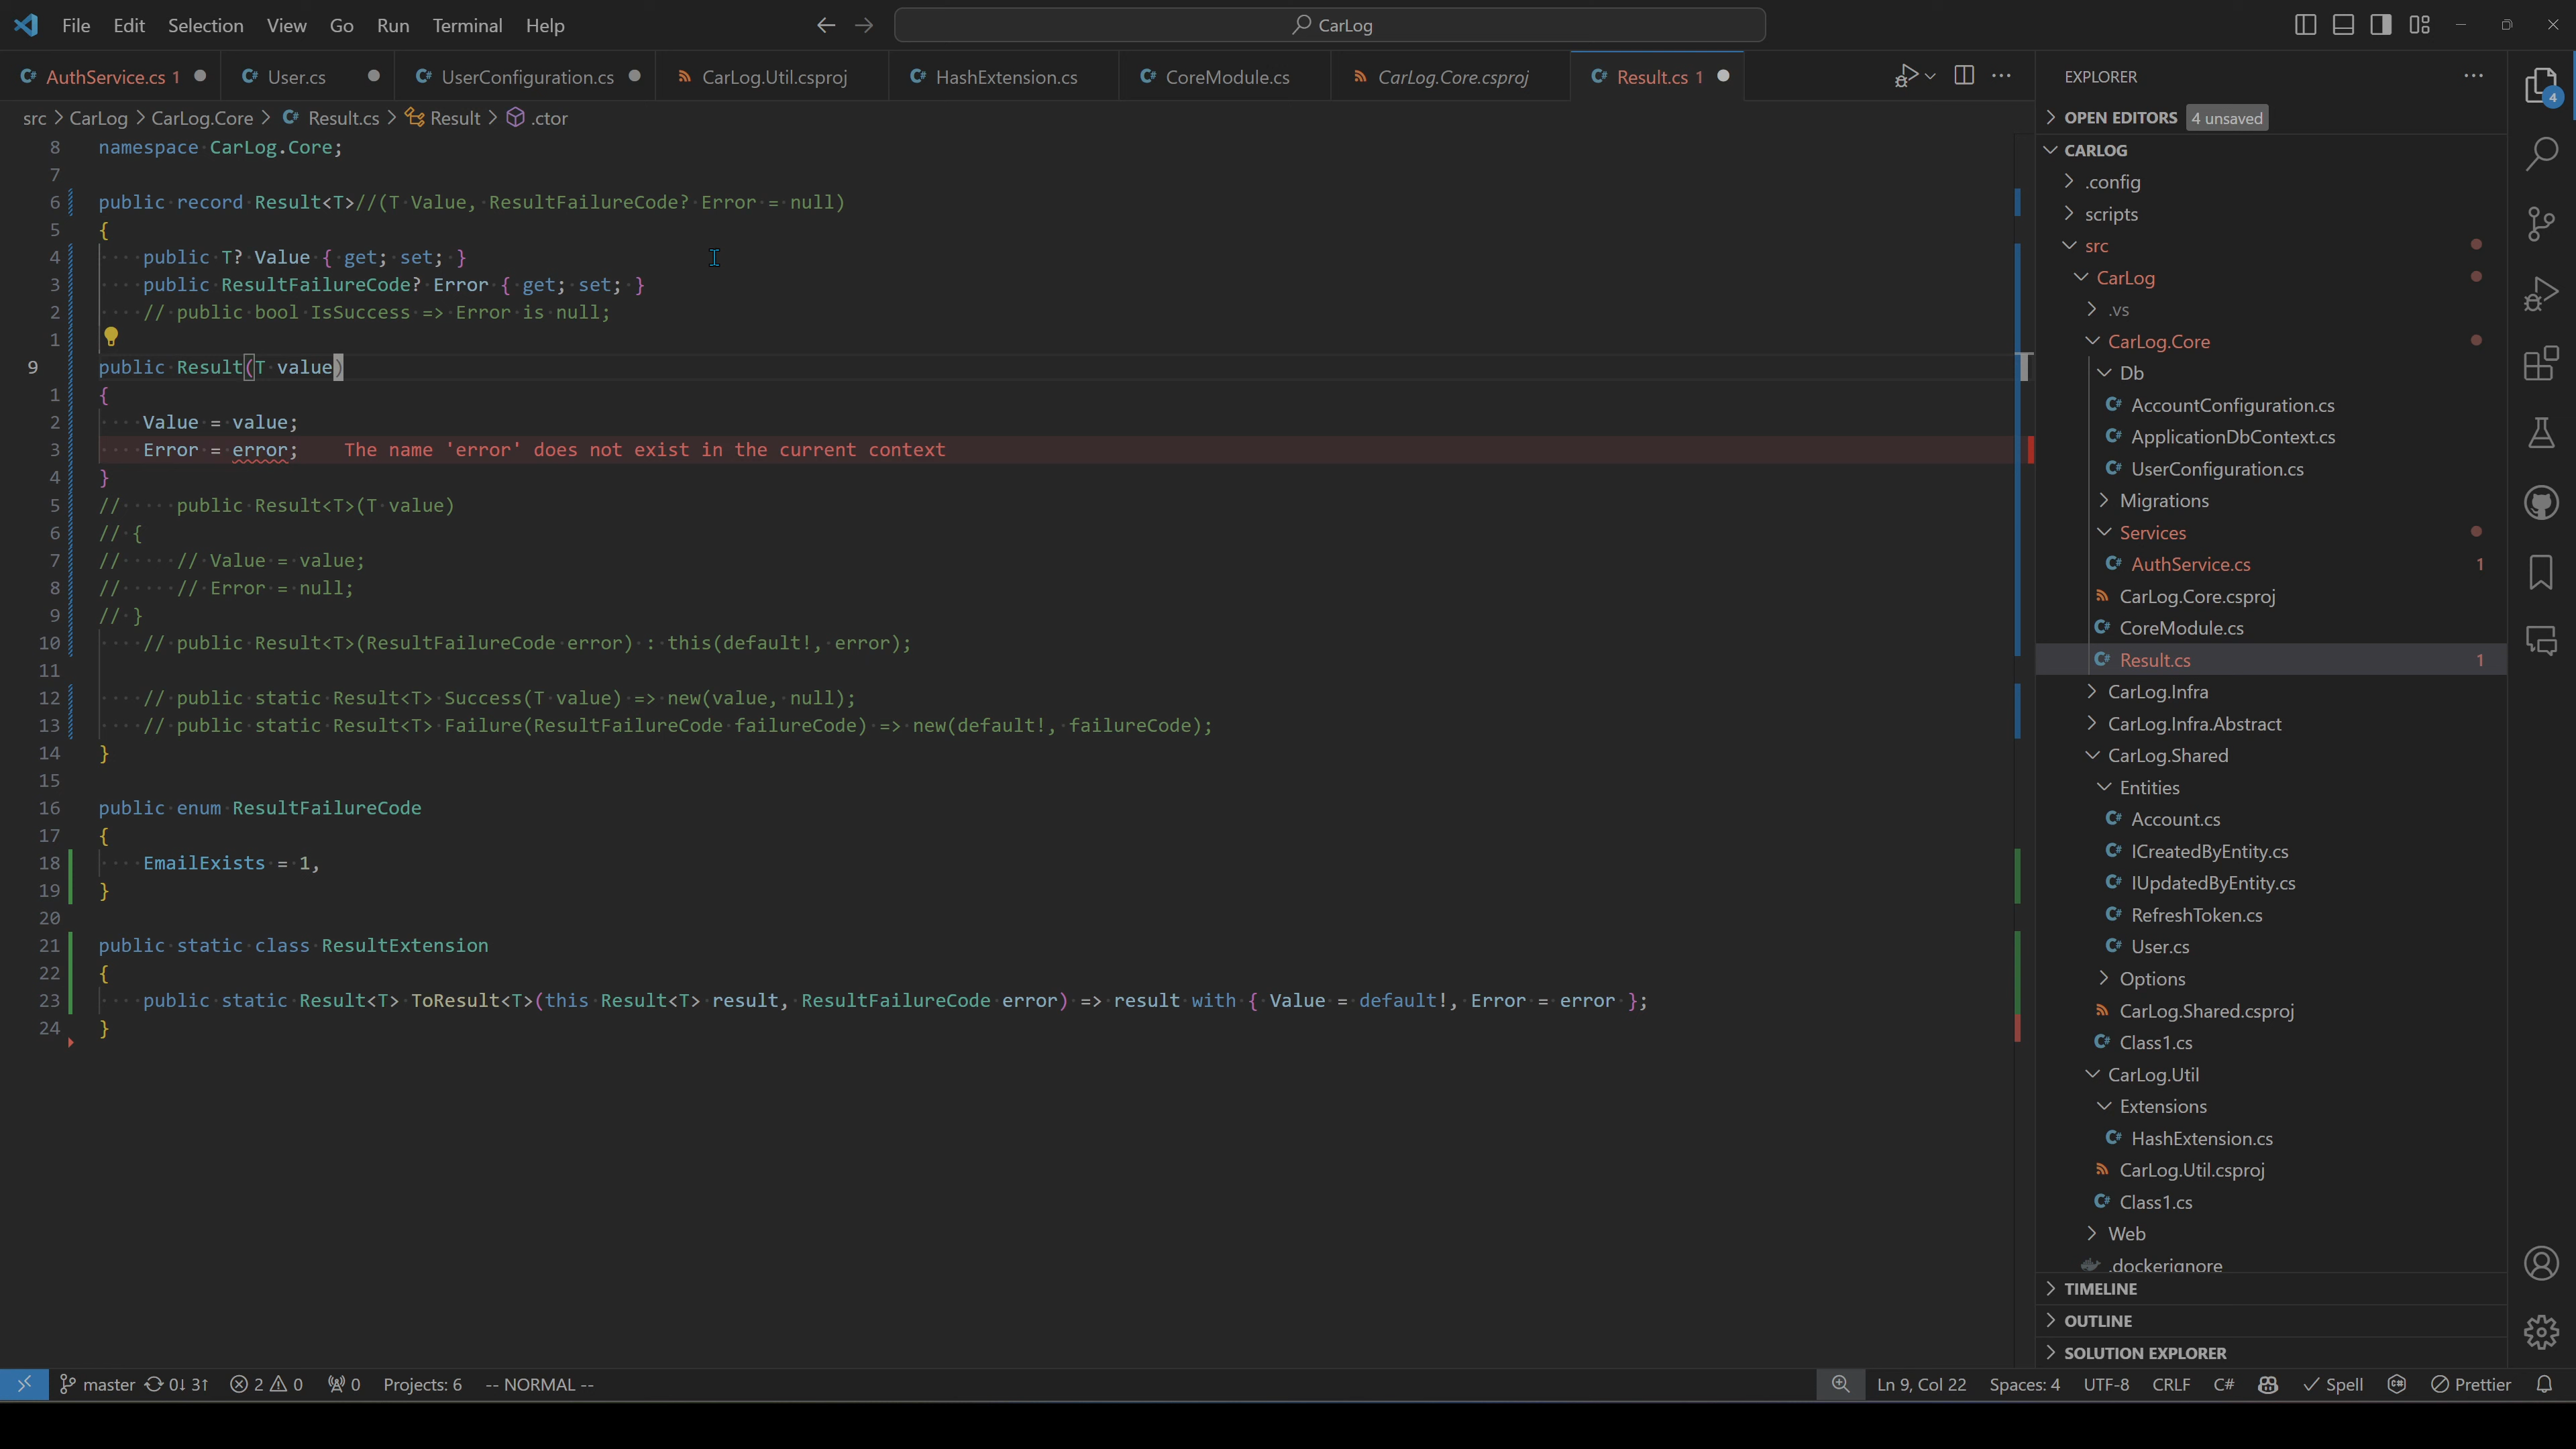 File Edit Selection View Go Run Terminal Help
CarLog
AuthService.cs 1
User.cs
UserConfiguration.cs
CarLog.Util.csproj
HashExtension.cs
CoreModule.cs
CarLog.Core.csproj
Result.cs 1
src > CarLog > CarLog.Core > Result.cs > Result > .ctor
8 namespace CarLog.Core;
7
6 public record Result<T>//(T Value, ResultFailureCode? Error = null)
5 {
4 public T? Value { get; set; }
3 public ResultFailureCode? Error { get; set; }
2 // public bool IsSuccess => Error is null;
1
9 public Result(T value)
1 {
2 Value = value;
3 Error = error; The name 'error' does not exist in the current context
4 }
5 // public Result<T>(T value)
6 // {
7 // // Value = value;
8 // // Error = null;
9 // }
10 // public Result<T>(ResultFailureCode error) : this(default!, error);
11
12 // public static Result<T> Success(T value) => new(value, null);
13 // public static Result<T> Failure(ResultFailureCode failureCode) => new(default!, failureCode);
14 }
15
16 public enum ResultFailureCode
17 {
18 EmailExists = 1,
19 }
20
21 public static class ResultExtension
22 {
23 public static Result<T> ToResult<T>(this Result<T> result, ResultFailureCode error) => result with { Value = default!, Error = error };
24 }
EXPLORER
OPEN EDITORS 4 unsaved
CARLOG
.config
scripts
src
CarLog
.vs
CarLog.Core
Db
AccountConfiguration.cs
ApplicationDbContext.cs
UserConfiguration.cs
Migrations
Services
AuthService.cs 1
CarLog.Core.csproj
CoreModule.cs
Result.cs 1
CarLog.Infra
CarLog.Infra.Abstract
CarLog.Shared
Entities
Account.cs
ICreatedByEntity.cs
IUpdatedByEntity.cs
RefreshToken.cs
User.cs
Options
CarLog.Shared.csproj
Class1.cs
CarLog.Util
Extensions
HashExtension.cs
CarLog.Util.csproj
Class1.cs
Web
.dockerignore
TIMELINE
OUTLINE
SOLUTION EXPLORER
4
master 0↓ 3↑ 2 0 0 Projects: 6 -- NORMAL --
Ln 9, Col 22 Spaces: 4 UTF-8 CRLF C# Spell Prettier